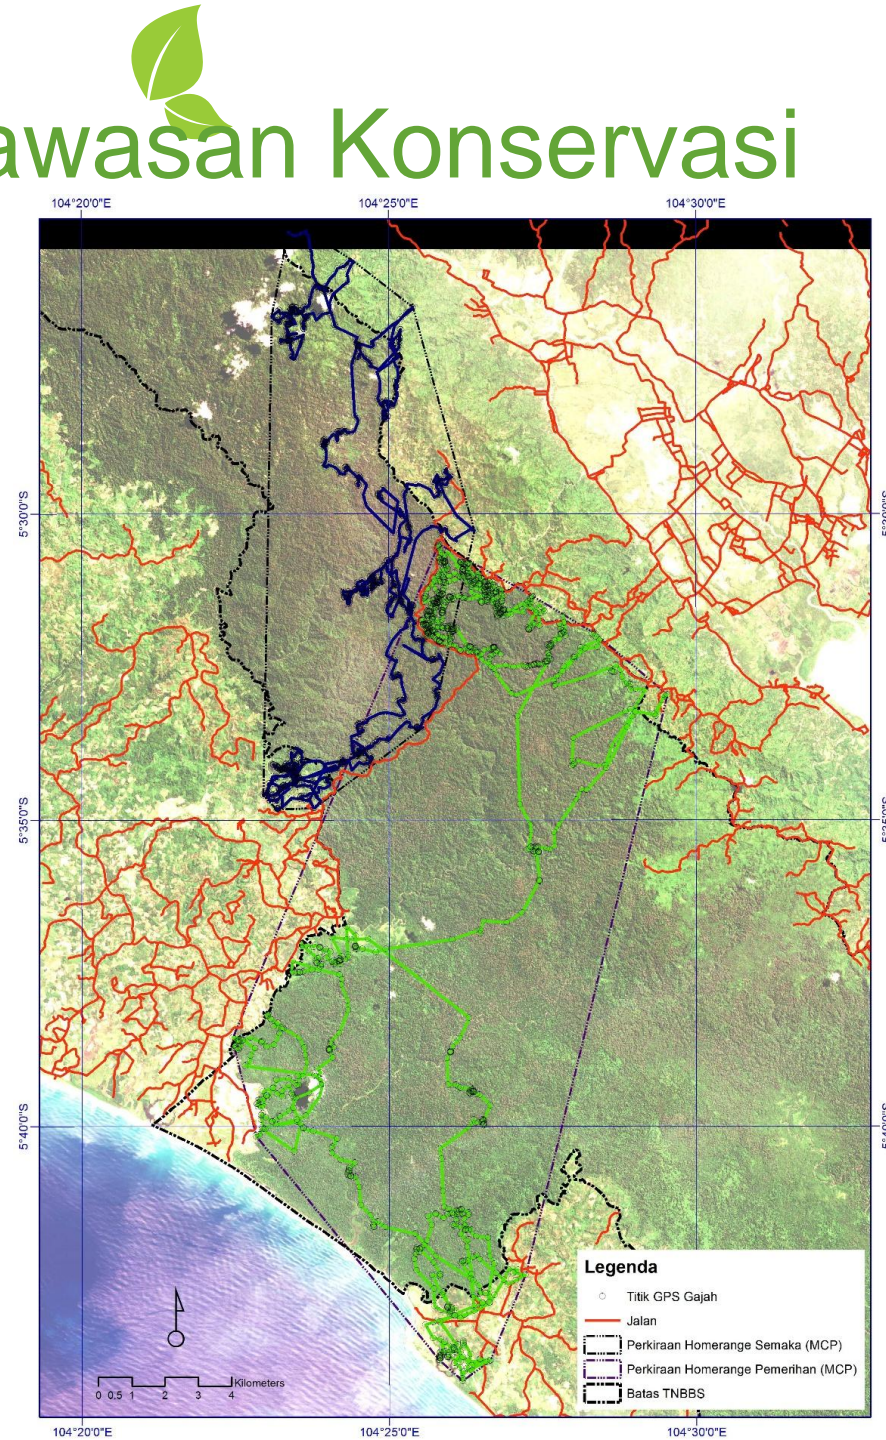 awasan Konservasi
104°20'0"E 104°25'0"E 104°30'0"E
5°30'0"S
5°35'0"S
5°40'0"S
Legenda
Titik GPS Gajah
Jalan
Perkiraan Homerange Semaka (MCP)
Perkiraan Homerange Pemerihan (MCP)
Batas TNBBS
Kilometers
0 0.5 1 2 3 4
104°20'0"E 104°25'0"E 104°30'0"E